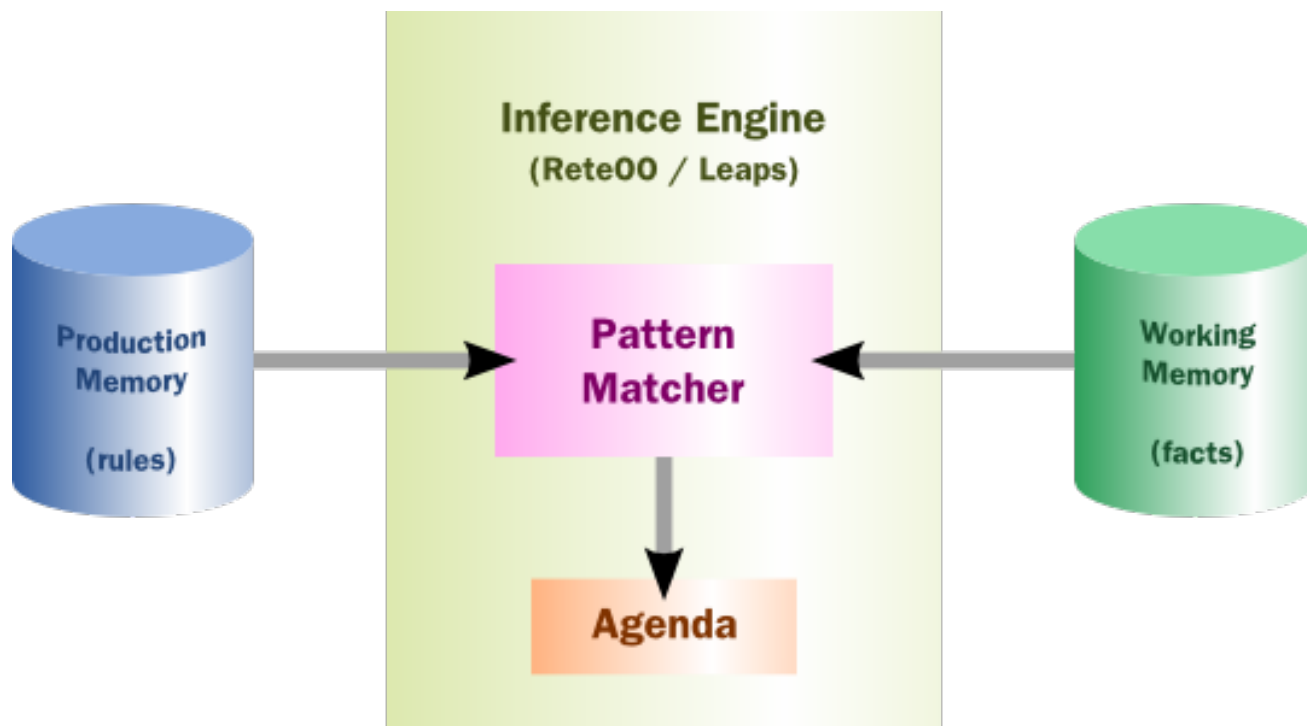 Inference Engine
(ReteOO / Leaps)
Production
Memory
(rules)
Pattern
Matcher
Working
Memory
(facts)
Agenda